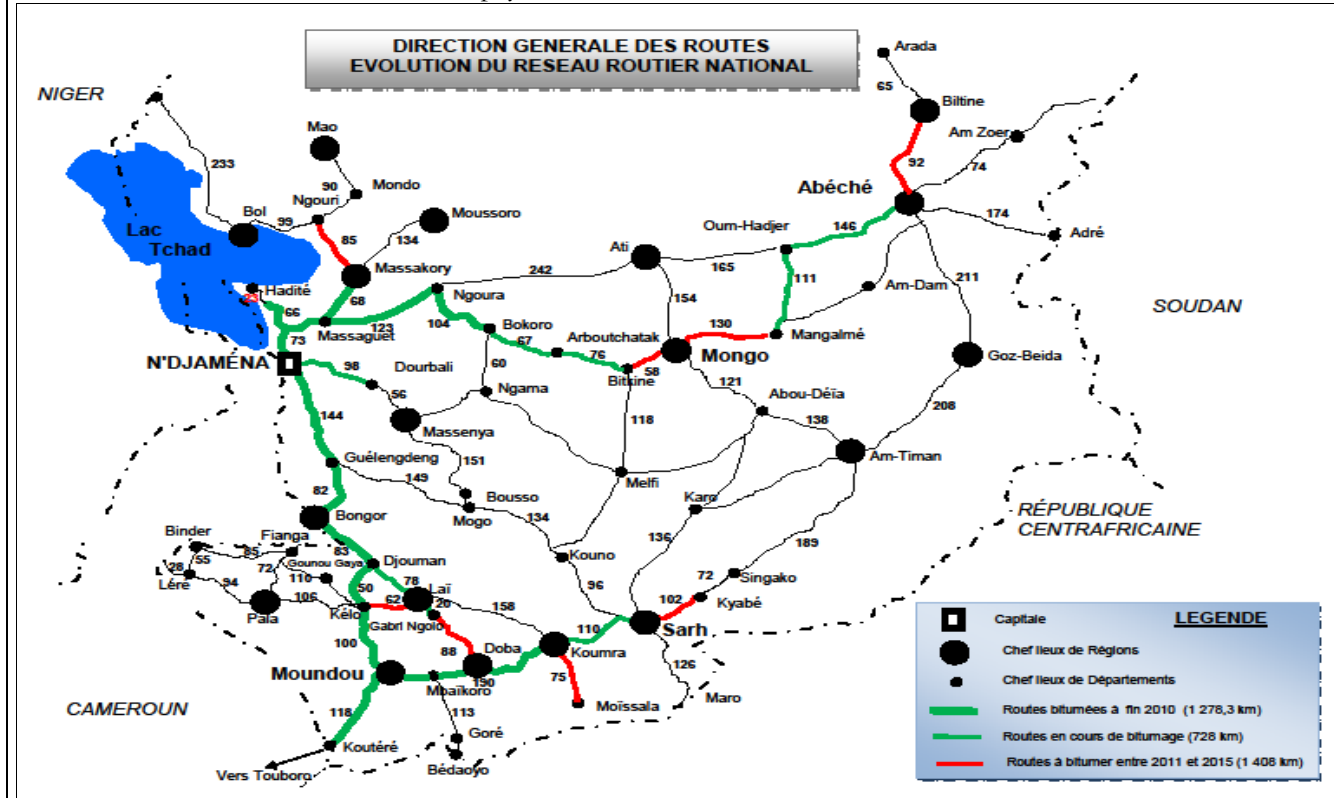 DIRECTION GENERALE DES ROUTES
EVOLUTION DU RESEAU ROUTIER NATIONAL
Arada
NIGER
65
Biltine
Mao
Am Zoer
233
92
74
90
Mondo
Abéché
Ngouri
Bol
99
Moussoro
Oum-Hadjer
146
174
Lac
Tchad
85
134
Ati
Adré
Massakory
242
165
111
211
Hadité
68
Ngoura
154
Am-Dam
SOUDAN
66
123
104
Bokoro
Arboutchatak
130
Mangalmé
Massaguet
73
67
76
Mongo
Goz-Beida
N'DJAMÉNA
98
Dourbali
60
58
Bitkine
56
Ngama
121
Abou-Déïa
144
118
138
208
Massenya
Guélengdeng
151
Am-Timan
149
Melfi
82
Bousso
Karo
Mogo
134
RÉPUBLIQUE
CENTRAFRICAINE
Bongor
Binder
Fianga
136
85
83
Kouno
189
55
Gounou Gaya
Djouman
28
72
110
78
Léré
94
50
Laï
96
72
Singako
106
62
20
158
102
Kyabé
Pala
Kélo
Gabri Ngolo
110
Sarh
LEGENDE
Capitale
100
88
Doba
Koumra
Chef lieux de Régions
Moundou
126
Mbaïkoro
190
75
Chef lieux de Départements
Moïssala
Maro
CAMEROUN
118
113
Routes bitumées à fin 2010 (1 278,3 km)
Goré
Routes en cours de bitumage (728 km)
Koutéré
Bédaoyo
Routes à bitumer entre 2011 et 2015 (1 408 km)
Vers Touboro